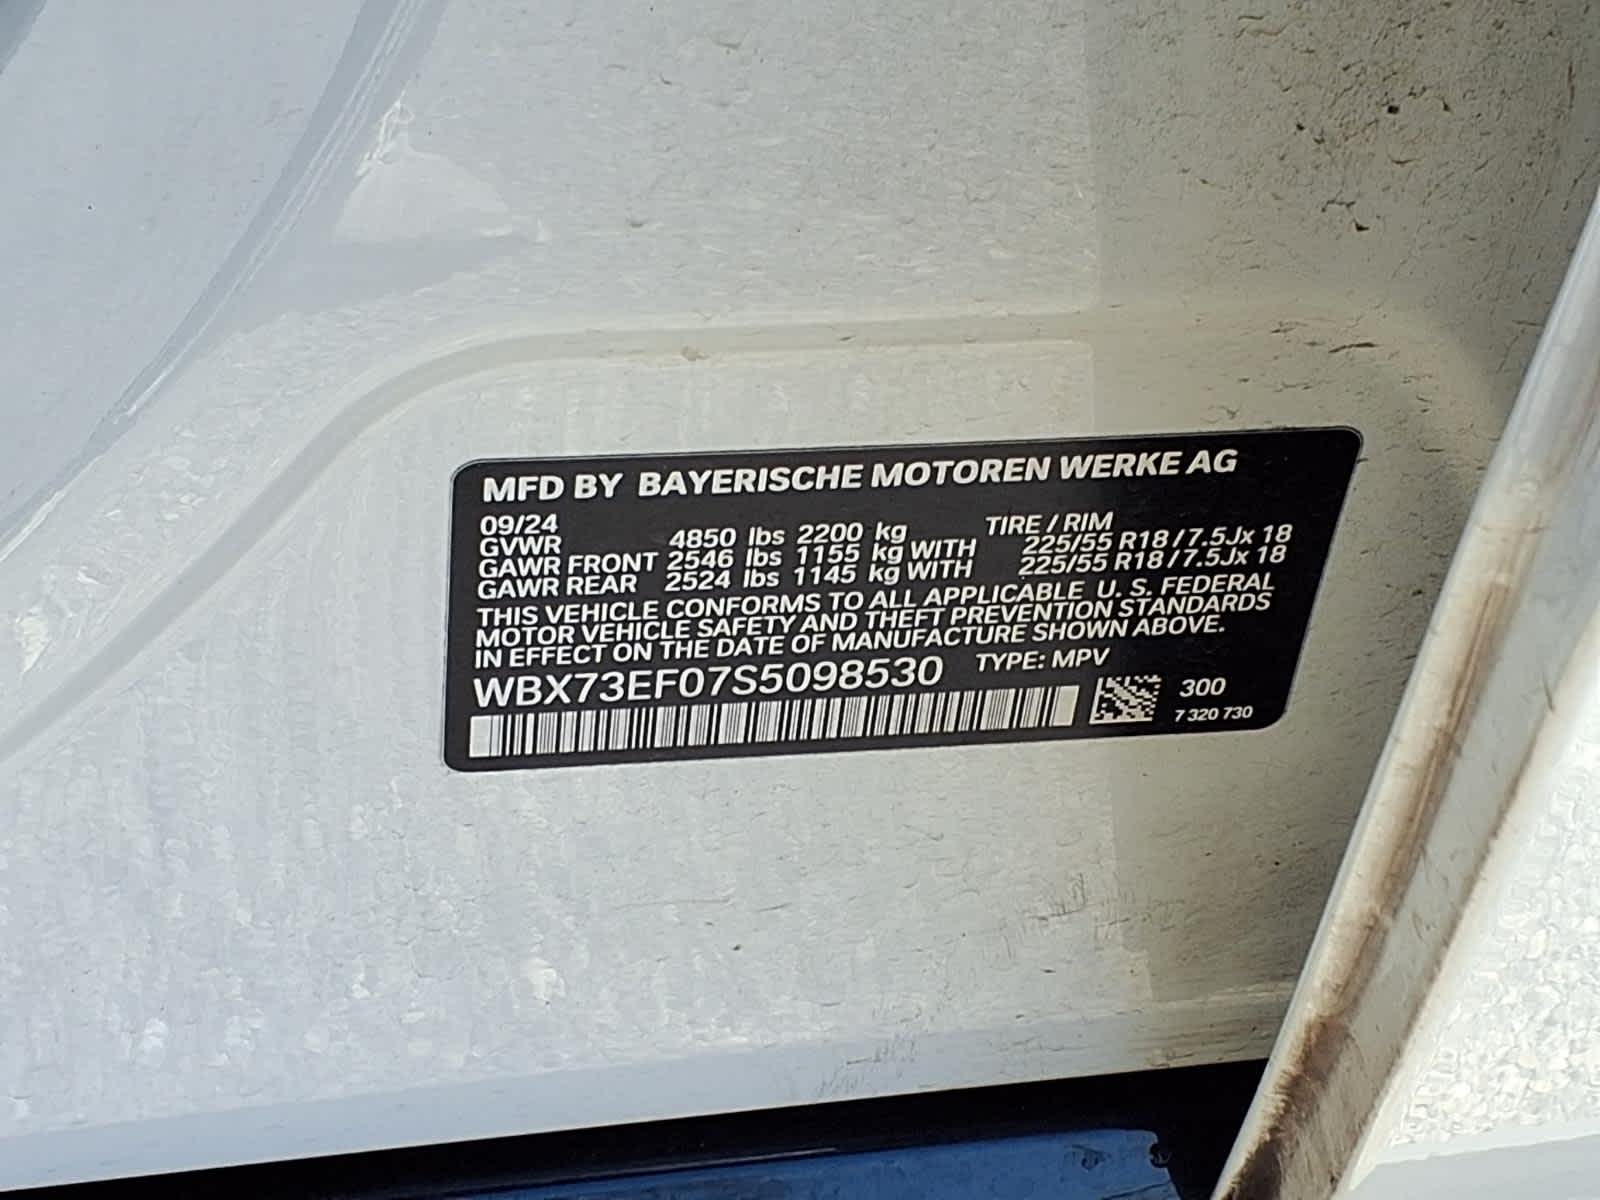 MFD BY BAYERISCHE MOTOREN WERKE AG
09/24 TIRE / RIM
GVWR 4850 lbs 2200 kg
GAWR FRONT 2546 lbs 1155 kg WITH 225/55 R18 / 7.5Jx 18
GAWR REAR 2524 lbs 1145 kg WITH 225/55 R18 / 7.5Jx 18
THIS VEHICLE CONFORMS TO ALL APPLICABLE U. S. FEDERAL
MOTOR VEHICLE SAFETY AND THEFT PREVENTION STANDARDS
IN EFFECT ON THE DATE OF MANUFACTURE SHOWN ABOVE.
WBX73EF07S5098530 TYPE: MPV
300
7 320 730